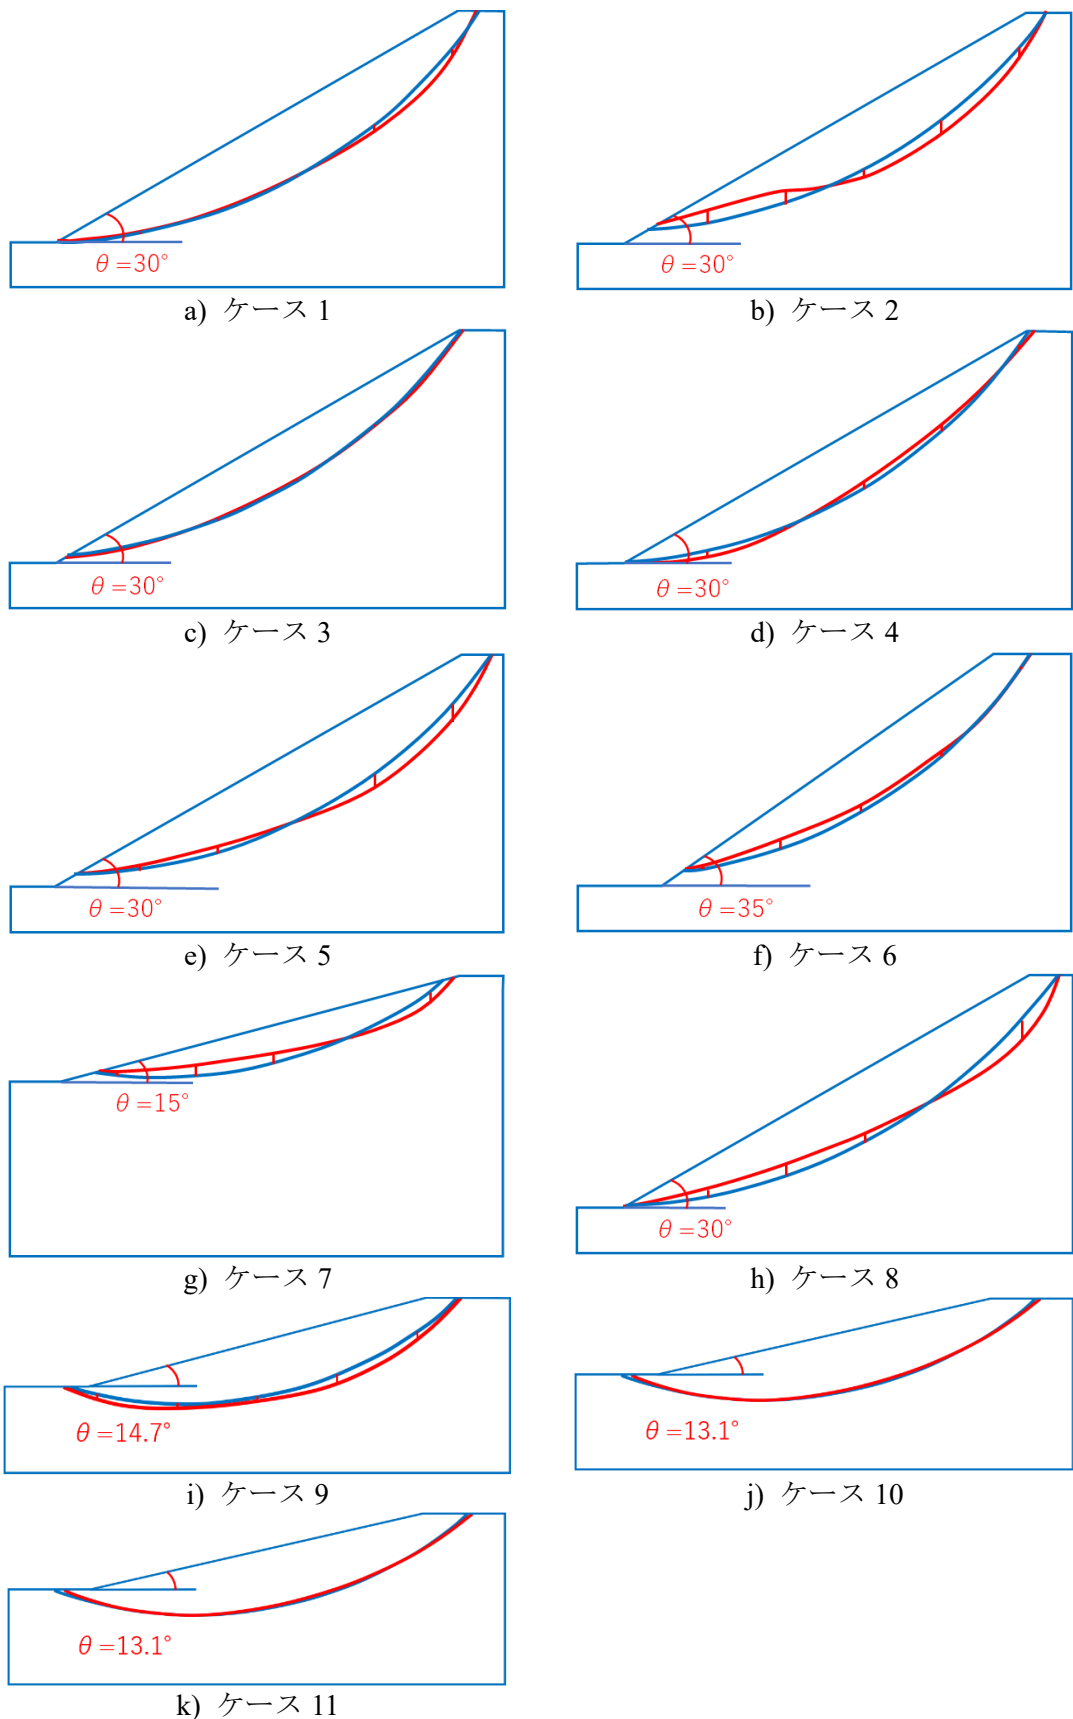 θ=30°
θ=30°
a) ケース 1
b) ケース 2
θ=30°
θ=30°
c) ケース 3
d) ケース 4
θ=30°
θ=35°
e) ケース 5
f) ケース 6
θ=15°
θ=30°
g) ケース 7
h) ケース 8
θ=14.7°
θ=13.1°
i) ケース 9
j) ケース 10
θ=13.1°
k) ケース 11